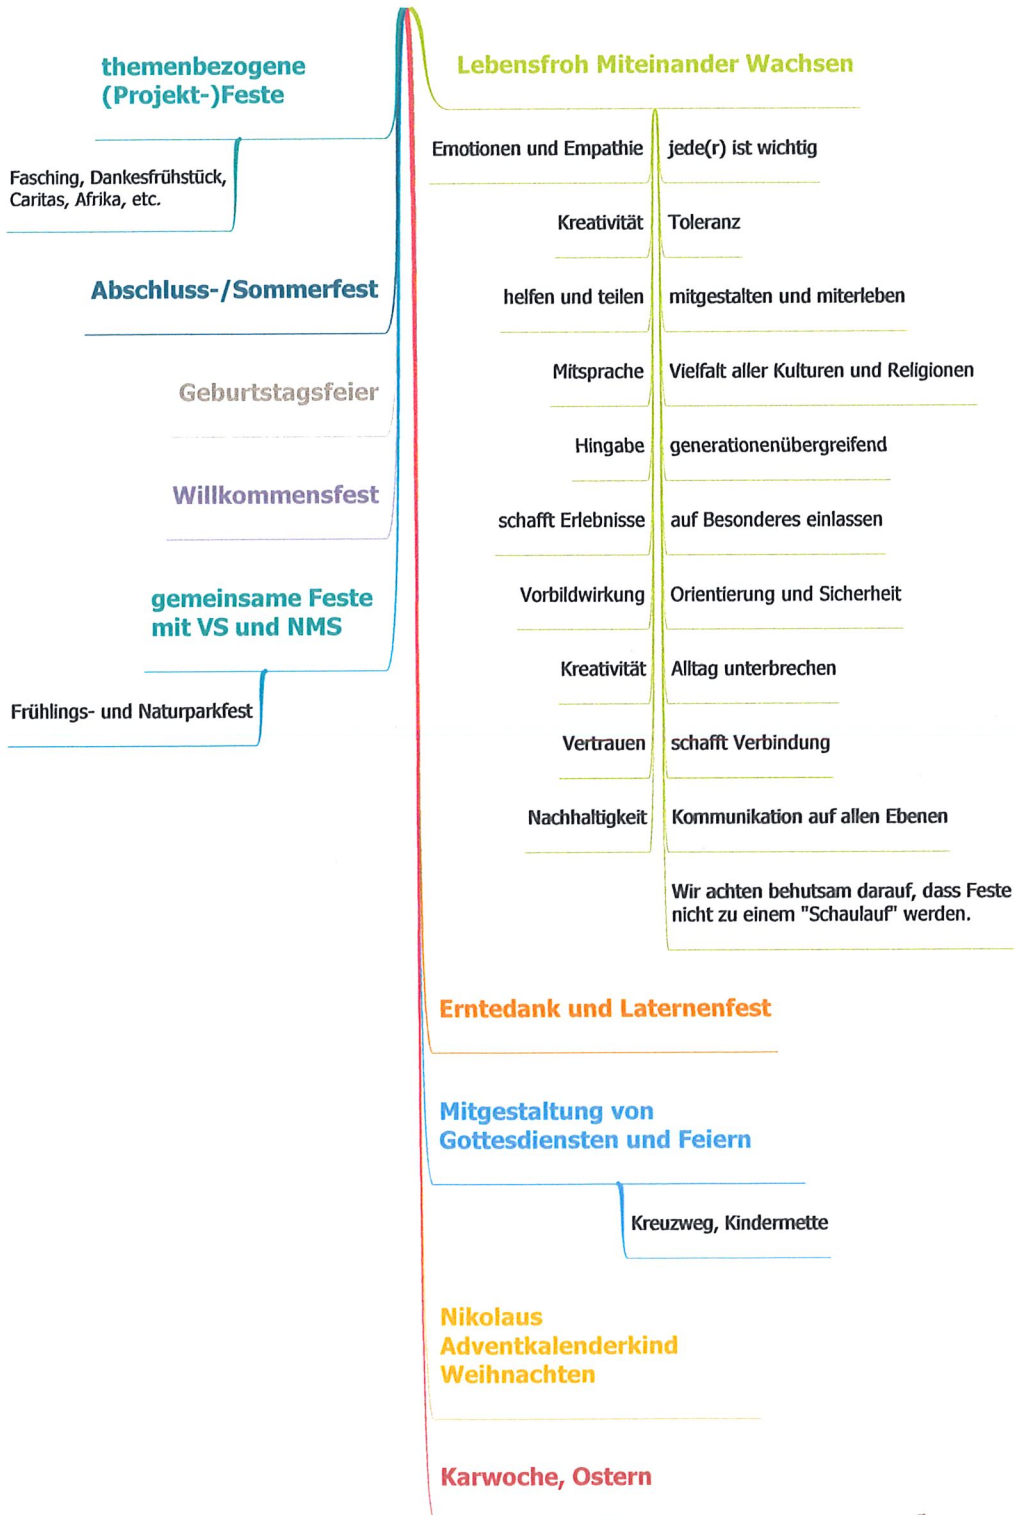 themenbezogene
(Projekt-)Feste
Fasching, Dankesfrühstück,
Caritas, Afrika, etc.
Abschluss-/Sommerfest
Geburtstagsfeier
Willkommensfest
gemeinsame Feste
mit VS und NMS
Frühlings- und Naturparkfest
Lebensfroh Miteinander Wachsen
Emotionen und Empathie
jede(r) ist wichtig
Kreativität
Toleranz
helfen und teilen
mitgestalten und miterleben
Mitsprache
Vielfalt aller Kulturen und Religionen
Hingabe
generationenübergreifend
schafft Erlebnisse
auf Besonderes einlassen
Vorbildwirkung
Orientierung und Sicherheit
Kreativität
Alltag unterbrechen
Vertrauen
schafft Verbindung
Nachhaltigkeit
Kommunikation auf allen Ebenen
Wir achten behutsam darauf, dass Feste
nicht zu einem "Schaulauf" werden.
Erntedank und Laternenfest
Mitgestaltung von
Gottesdiensten und Feiern
Kreuzweg, Kindermette
Nikolaus
Adventkalenderkind
Weihnachten
Karwoche, Ostern